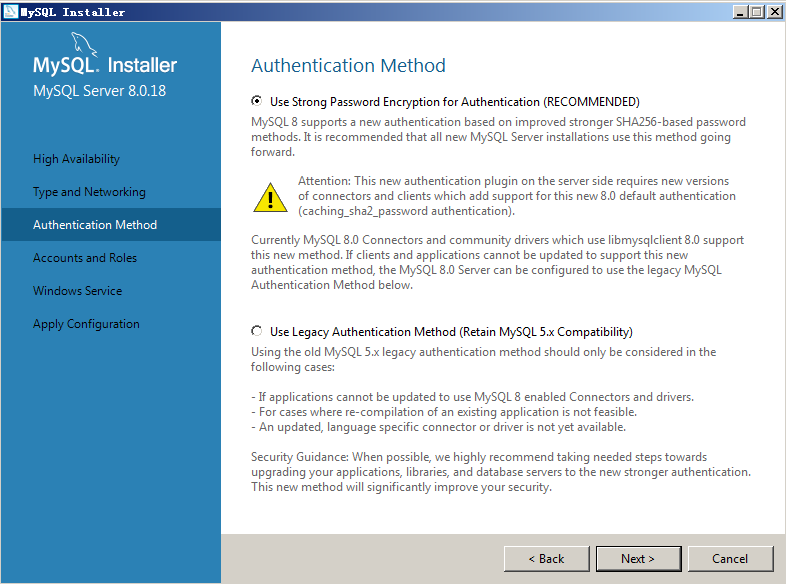 MySQL Installer
MySQL. Installer
MySQL Server 8.0.18
High Availability
Type and Networking
Authentication Method
Accounts and Roles
Windows Service
Apply Configuration
Authentication Method
Use Strong Password Encryption for Authentication (RECOMMENDED)
MySQL 8 supports a new authentication based on improved stronger SHA256-based password
methods. It is recommended that all new MySQL Server installations use this method going
forward.
Attention: This new authentication plugin on the server side requires new versions
of connectors and clients which add support for this new 8.0 default authentication
(caching_sha2_password authentication).
Currently MySQL 8.0 Connectors and community drivers which use libmysqlclient 8.0 support
this new method. If clients and applications cannot be updated to support this new
authentication method, the MySQL 8.0 Server can be configured to use the legacy MySQL
Authentication Method below.
Use Legacy Authentication Method (Retain MySQL 5.x Compatibility)
Using the old MySQL 5.x legacy authentication method should only be considered in the
following cases:
- If applications cannot be updated to use MySQL 8 enabled Connectors and drivers.
- For cases where re-compilation of an existing application is not feasible.
- An updated, language specific connector or driver is not yet available.
Security Guidance: When possible, we highly recommend taking needed steps towards
upgrading your applications, libraries, and database servers to the new stronger authentication.
This new method will significantly improve your security.
< Back
Next >
Cancel